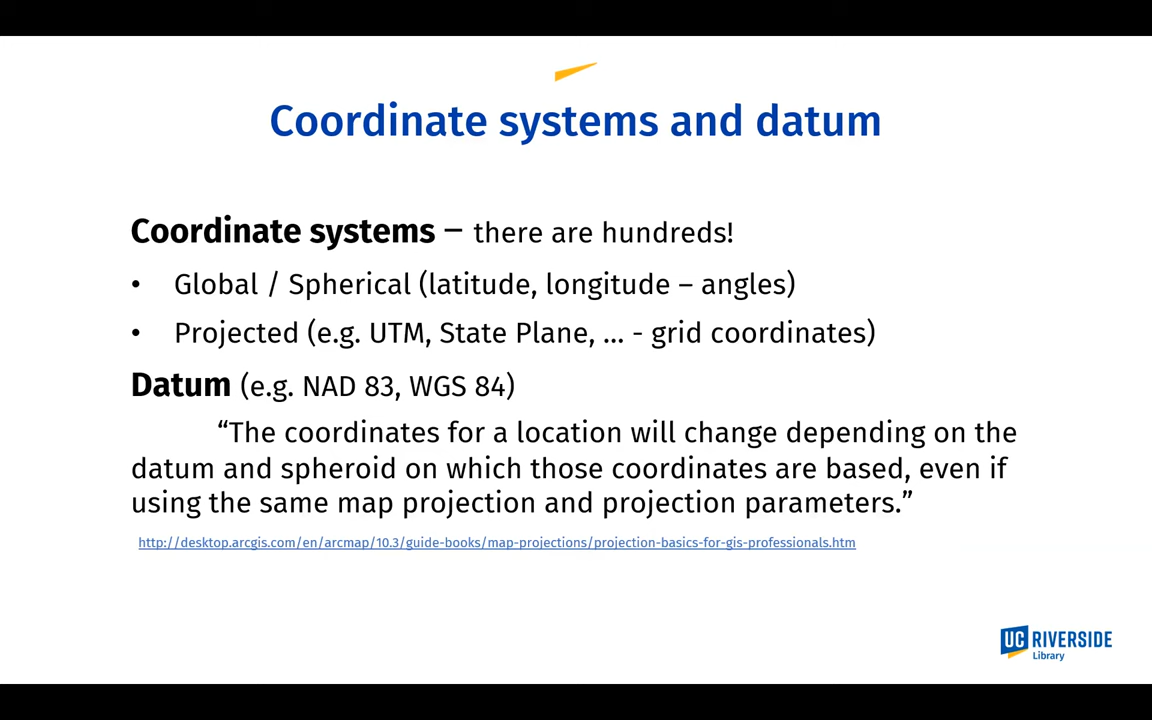 Coordinate systems and datum
Coordinate systems – there are hundreds!
• Global / Spherical (latitude, longitude – angles)
• Projected (e.g. UTM, State Plane, ... - grid coordinates)
Datum (e.g. NAD 83, WGS 84)
“The coordinates for a location will change depending on the
datum and spheroid on which those coordinates are based, even if
using the same map projection and projection parameters.”
http://desktop.arcgis.com/en/arcmap/10.3/guide-books/map-projections/projection-basics-for-gis-professionals.htm
UC RIVERSIDE
Library